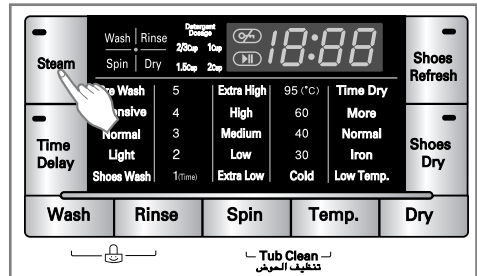 Steam
Wash | Rinse
Spin | Dry
Detergent
Dosage
2/3Cup 1Cup
1.5Cup 2Cup
18:88
Shoes
Refresh
re Wash 5 Extra High 95 (°C) Time Dry
ensive 4 High 60 More
Normal 3 Medium 40 Normal
Light 2 Low 30 Iron
Shoes Wash 1(Time) Extra Low Cold Low Temp.
Time
Delay
Shoes
Dry
Wash Rinse Spin Temp. Dry
Tub Clean
تنظيف الحوض